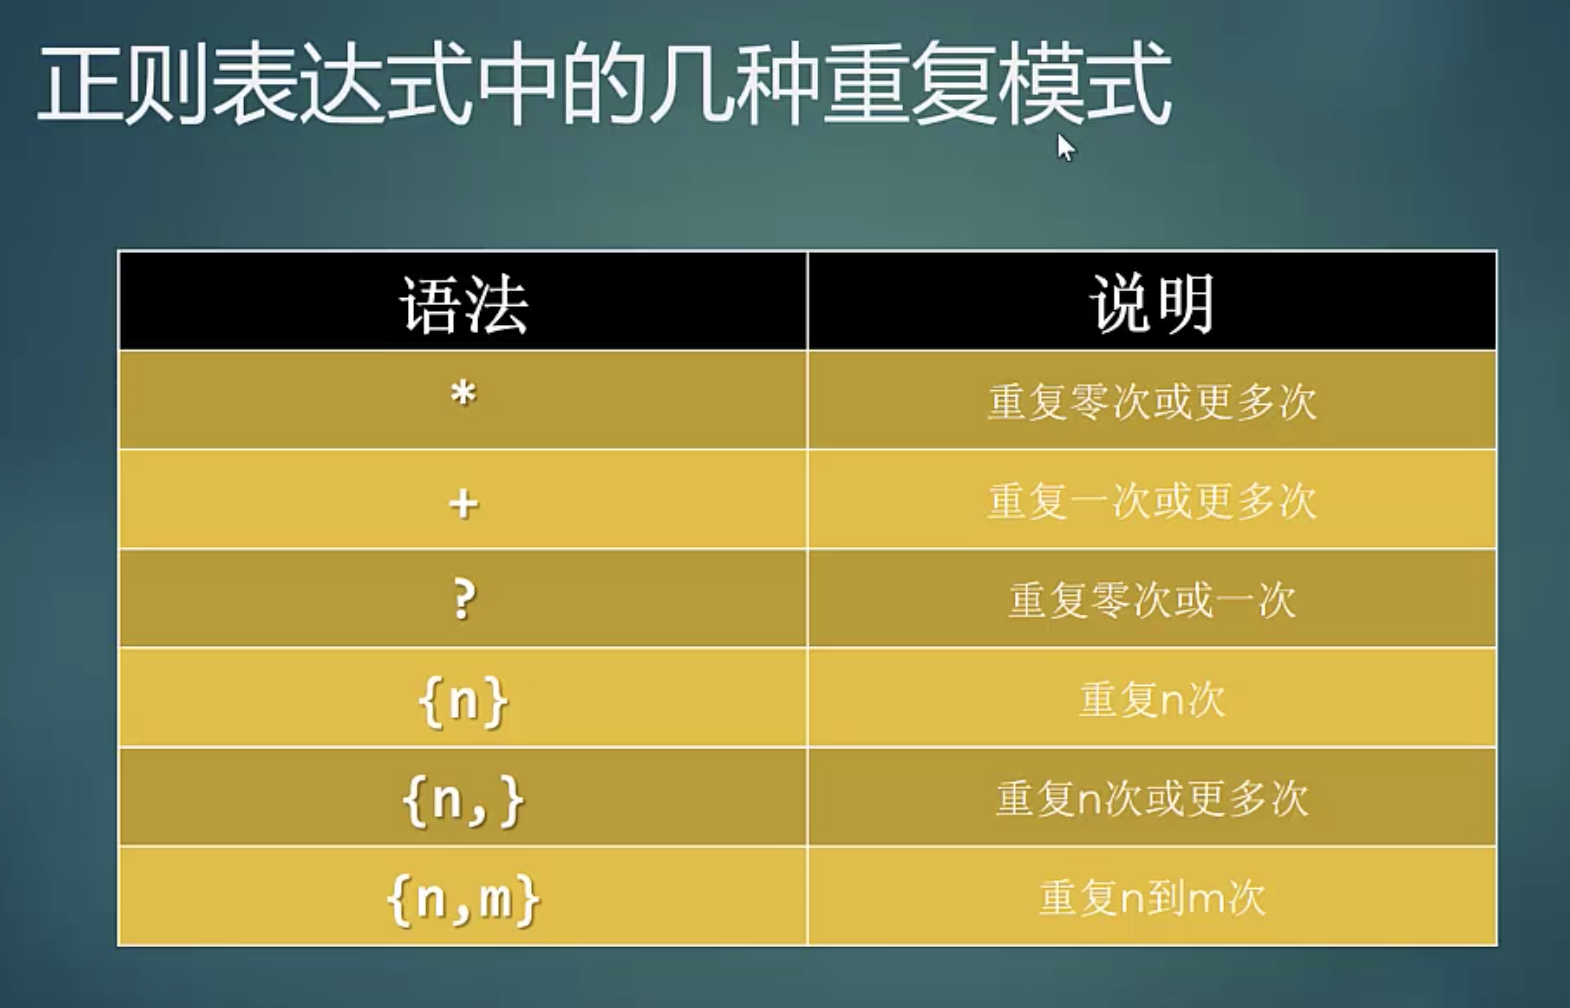 正则表达式中的几种重复模式
语法 说明
* 重复零次或更多次
+ 重复一次或更多次
? 重复零次或一次
{n} 重复n次
{n,} 重复n次或更多次
{n,m} 重复n到m次